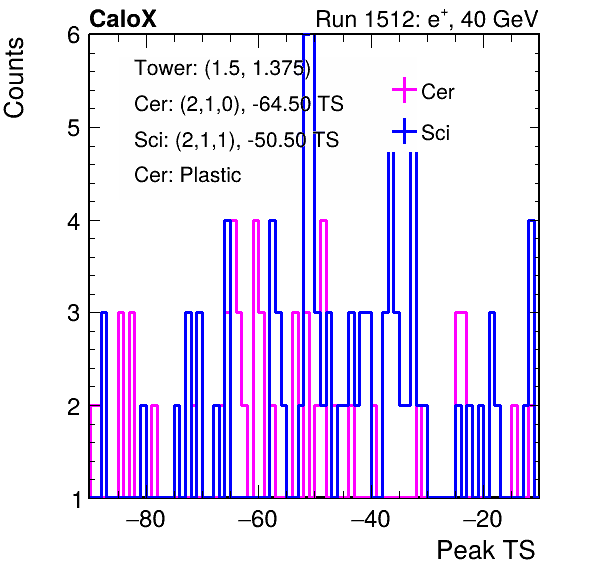 CaloX Run 1512: e⁺, 40 GeV
Counts
6
Tower: (1.5, 1.375)
Cer: (2,1,0), -64.50 TS
Sci: (2,1,1), -50.50 TS
Cer: Plastic
Cer
Sci
5
4
3
2
1
−80 −60 −40 −20
Peak TS